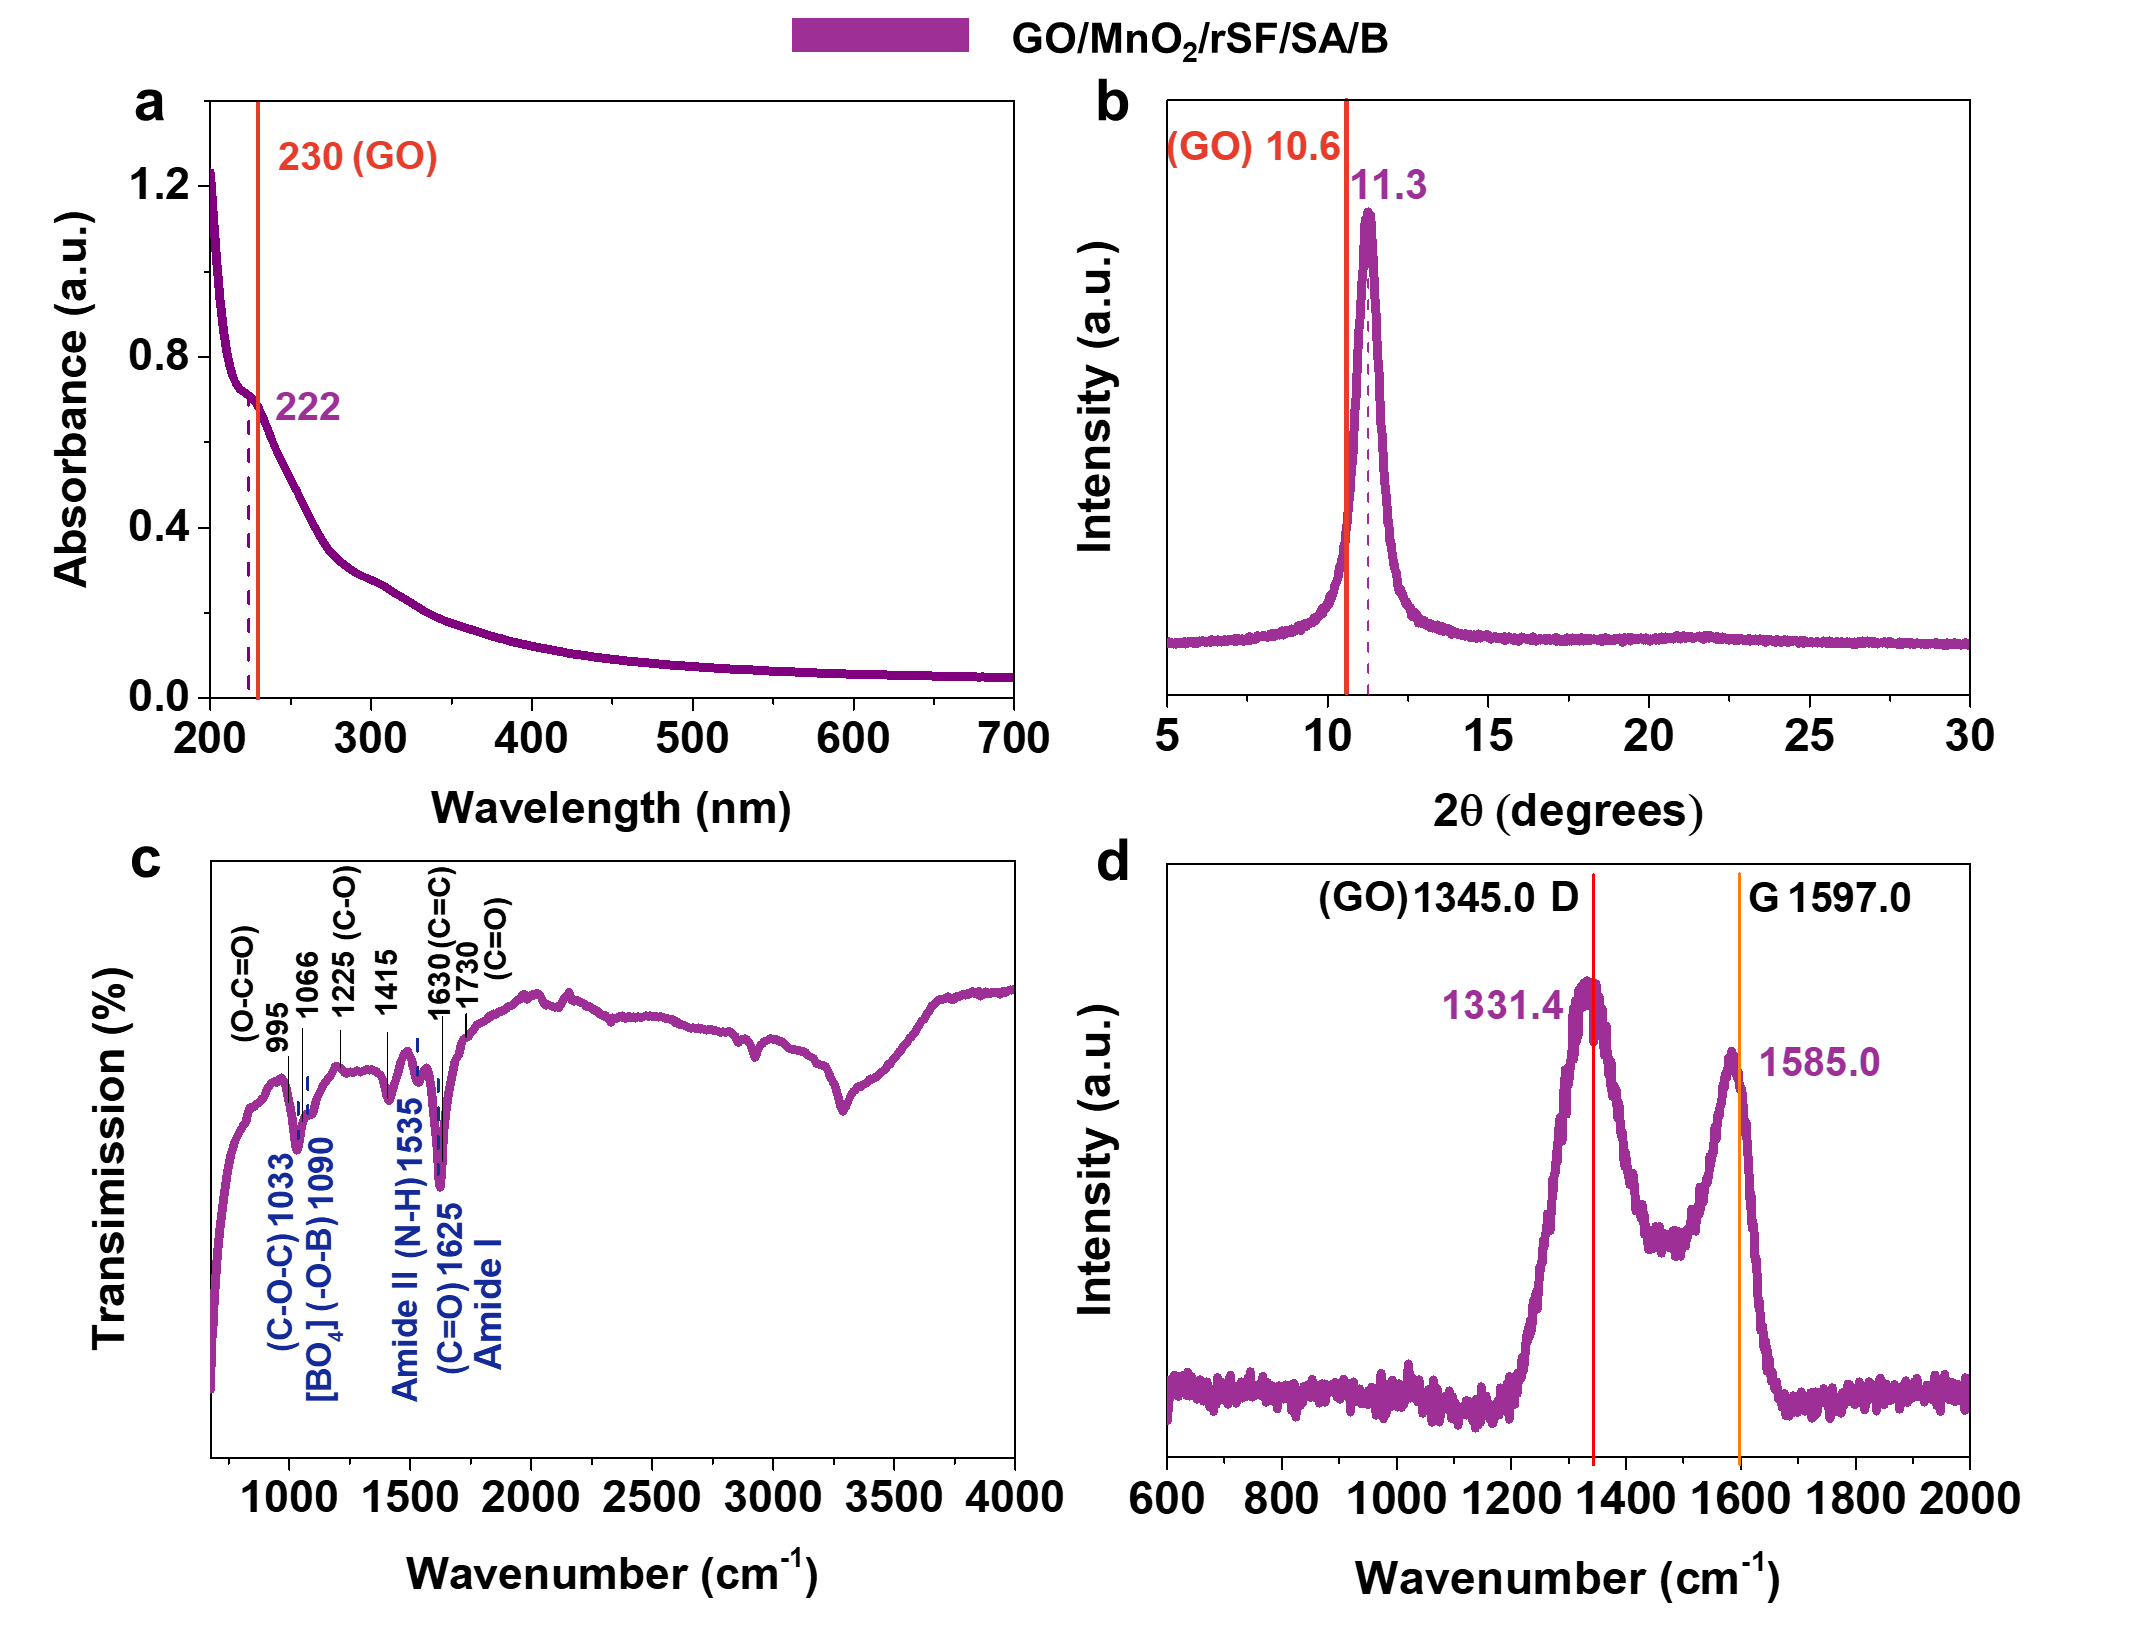 GO/MnO₂/rSF/SA/B
a
230 (GO)
222
1.2
0.8
0.4
0.0
Absorbance (a.u.)
200 300 400 500 600 700
Wavelength (nm)
b
(GO) 10.6
11.3
Intensity (a.u.)
5 10 15 20 25 30
2θ (degrees)
c
(O-C=O)
995
1066
1225 (C-O)
1415
1630 (C=C)
1730
(C=O)
(C-O-C) 1033
[BO₄] (-O-B) 1090
Amide II (N-H) 1535
(C=O) 1625
Amide I
Transimission (%)
1000 1500 2000 2500 3000 3500 4000
Wavenumber (cm⁻¹)
d
(GO) 1345.0 D
G 1597.0
1331.4
1585.0
Intensity (a.u.)
600 800 1000 1200 1400 1600 1800 2000
Wavenumber (cm⁻¹)